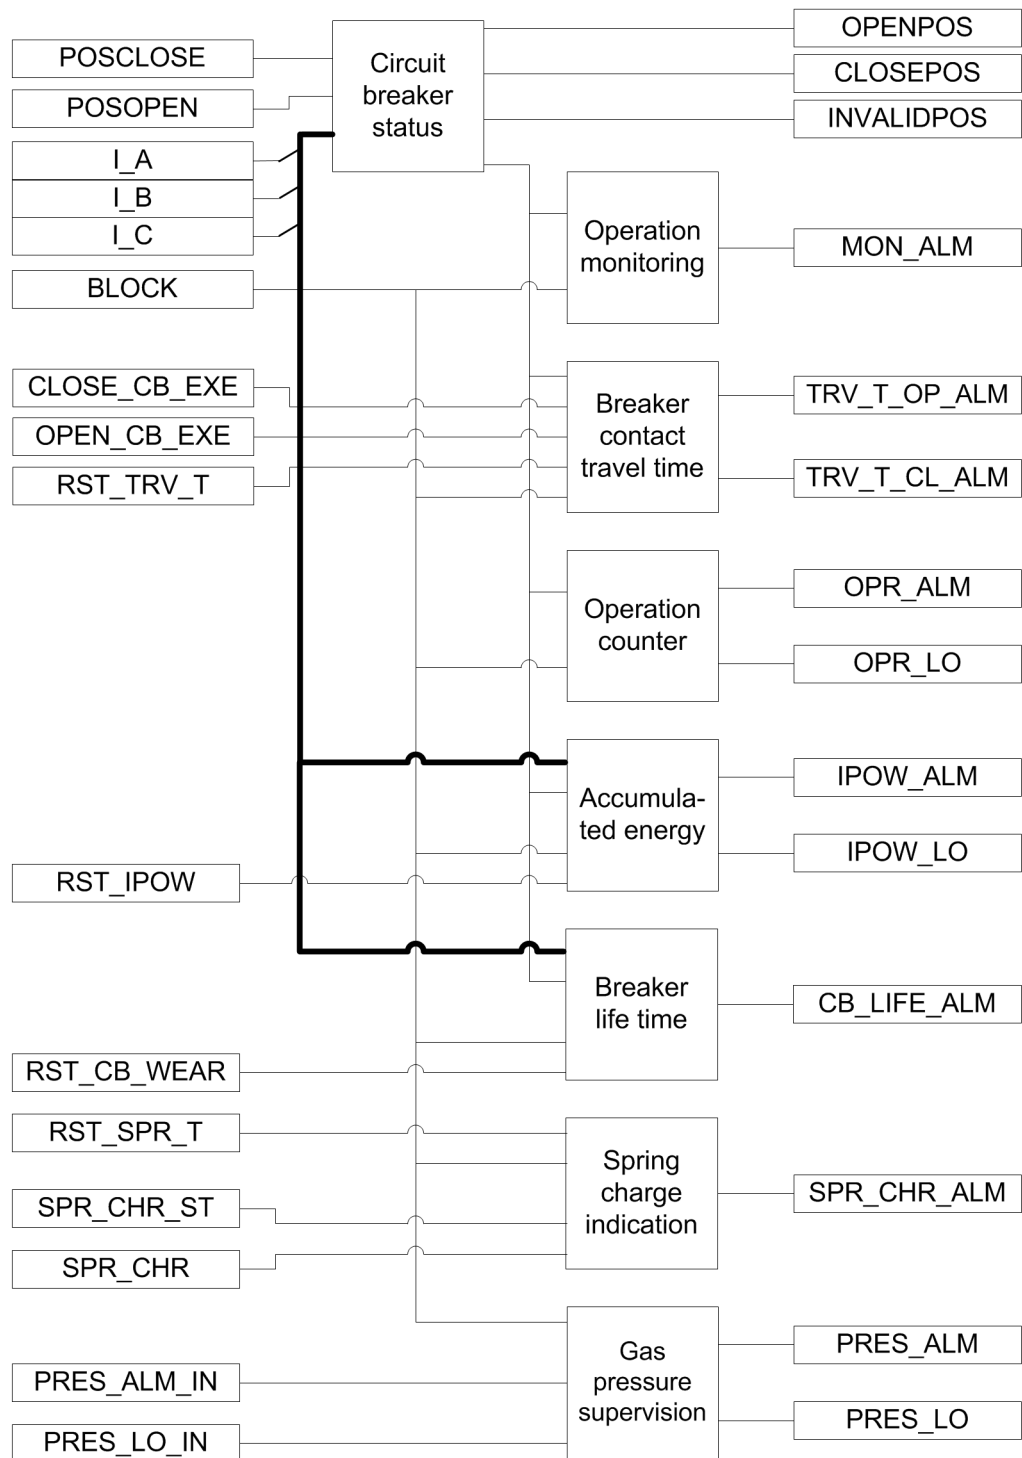 POSCLOSE
POSOPEN
I_A
I_B
I_C
BLOCK
CLOSE_CB_EXE
OPEN_CB_EXE
RST_TRV_T
RST_IPOW
RST_CB_WEAR
RST_SPR_T
SPR_CHR_ST
SPR_CHR
PRES_ALM_IN
PRES_LO_IN
Circuit
breaker
status
Operation
monitoring
Breaker
contact
travel time
Operation
counter
Accumula-
ted energy
Breaker
life time
Spring
charge
indication
Gas
pressure
supervision
OPENPOS
CLOSEPOS
INVALIDPOS
MON_ALM
TRV_T_OP_ALM
TRV_T_CL_ALM
OPR_ALM
OPR_LO
IPOW_ALM
IPOW_LO
CB_LIFE_ALM
SPR_CHR_ALM
PRES_ALM
PRES_LO